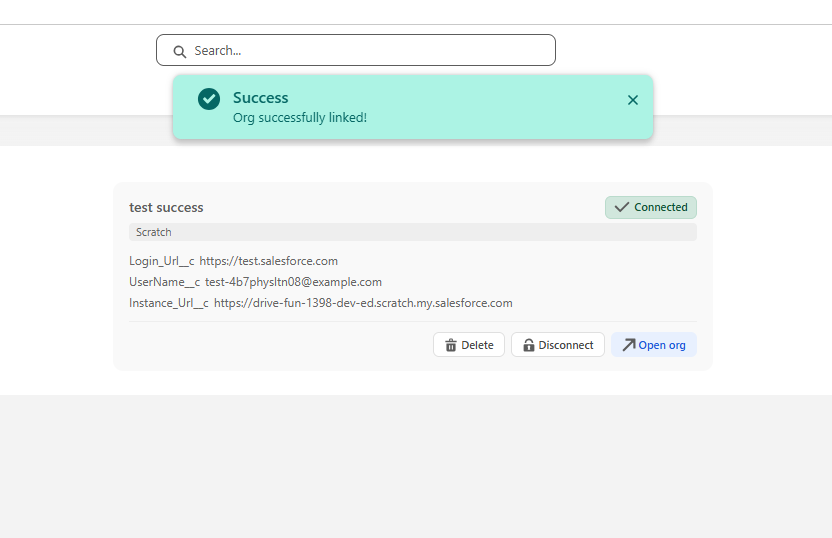 Search...
Success
Org successfully linked!
test success
Connected
Scratch
Login_Url__c https://test.salesforce.com
UserName__c test-4b7physltn08@example.com
Instance_Url__c https://drive-fun-1398-dev-ed.scratch.my.salesforce.com
Delete Disconnect Open org